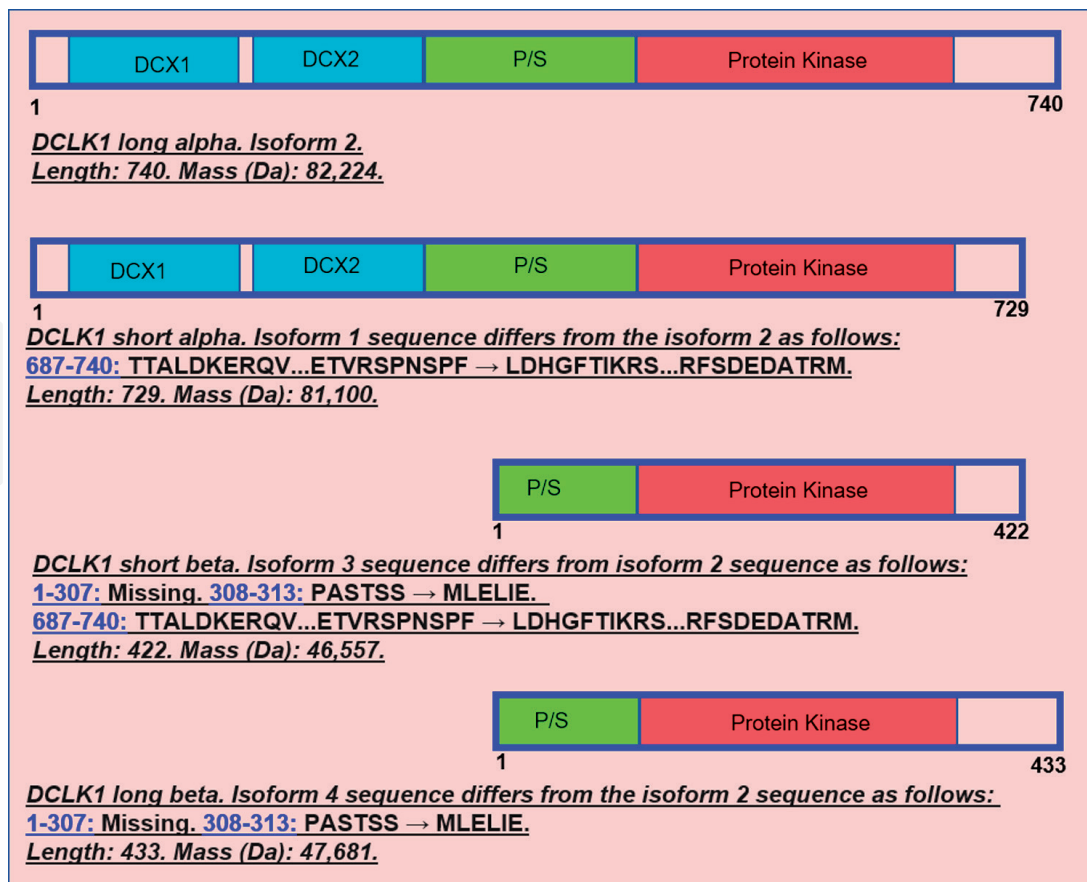 DCX1 DCX2 P/S Protein Kinase
1 740
DCLK1 long alpha. Isoform 2.
Length: 740. Mass (Da): 82,224.
DCX1 DCX2 P/S Protein Kinase
1 729
DCLK1 short alpha. Isoform 1 sequence differs from the isoform 2 as follows:
687-740: TTALDKERQV...ETVRSPNSPF → LDHGFTIKRS...RFSDEDATRM.
Length: 729. Mass (Da): 81,100.
P/S Protein Kinase
1 422
DCLK1 short beta. Isoform 3 sequence differs from isoform 2 sequence as follows:
1-307: Missing. 308-313: PASTSS → MLELIE.
687-740: TTALDKERQV...ETVRSPNSPF → LDHGFTIKRS...RFSDEDATRM.
Length: 422. Mass (Da): 46,557.
P/S Protein Kinase
1 433
DCLK1 long beta. Isoform 4 sequence differs from the isoform 2 sequence as follows:
1-307: Missing. 308-313: PASTSS → MLELIE.
Length: 433. Mass (Da): 47,681.